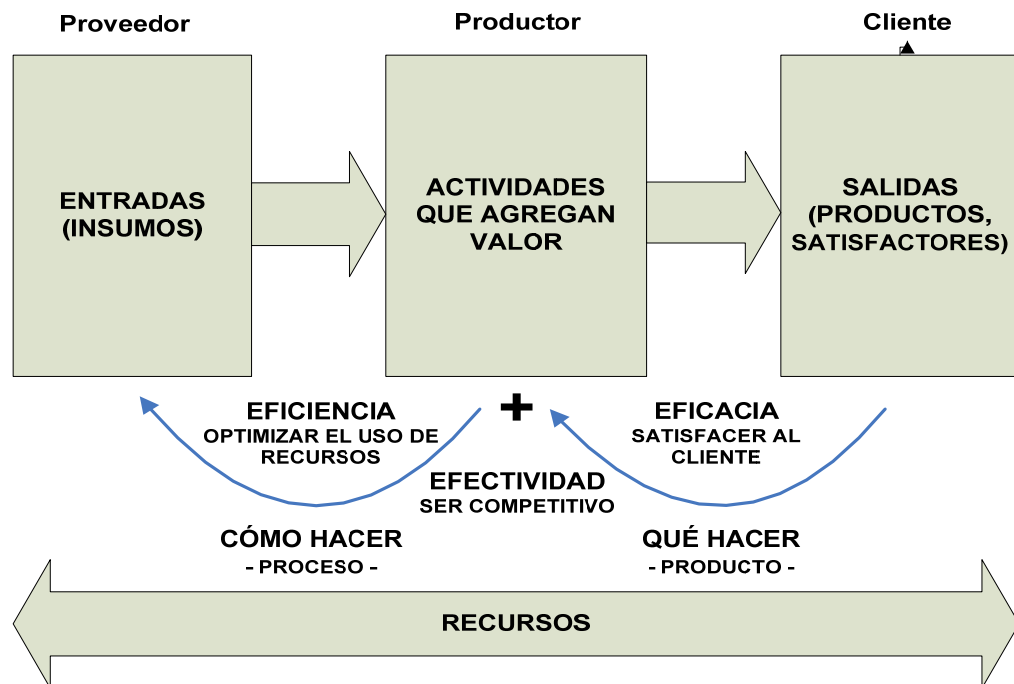 Proveedor
Productor
Cliente
ENTRADAS
(INSUMOS)
ACTIVIDADES
QUE AGREGAN
VALOR
SALIDAS
(PRODUCTOS,
SATISFACTORES)
+
EFICIENCIA
OPTIMIZAR EL USO DE
RECURSOS
EFICACIA
SATISFACER AL
CLIENTE
EFECTIVIDAD
SER COMPETITIVO
CÓMO HACER
- PROCESO -
QUÉ HACER
- PRODUCTO -
RECURSOS